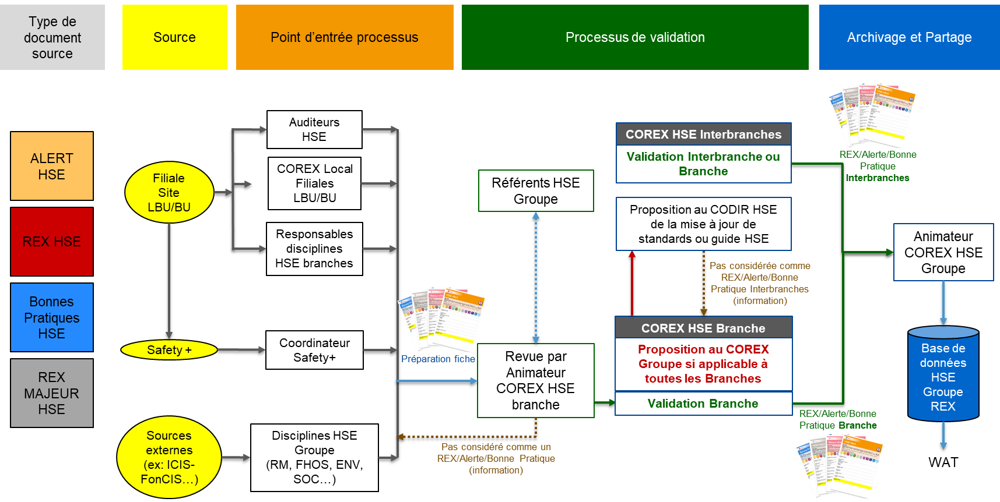 Type de
document
source
Source
Point d’entrée processus
Processus de validation
Archivage et Partage
ALERT
HSE
REX HSE
Bonnes
Pratiques
HSE
REX
MAJEUR
HSE
Filiale
Site
LBU/BU
Safety +
Sources
externes
(ex: ICIS-
FonCIS…)
Auditeurs
HSE
COREX Local
Filiales
LBU/BU
Responsables
disciplines
HSE branches
Coordinateur
Safety+
Disciplines HSE
Groupe
(RM, FHOS, ENV,
SOC…)
Préparation fiche
Référents HSE
Groupe
Revue par
Animateur
COREX HSE
branche
Pas considéré comme un
REX/Alerte/Bonne Pratique
(information)
COREX HSE Interbranches
Validation Interbranche ou
Branche
Proposition au CODIR HSE
de la mise à jour de
standards ou guide HSE
Pas considérée comme
REX/Alerte/Bonne
Pratique Interbranches
(information)
COREX HSE Branche
Proposition au COREX
Groupe si applicable à
toutes les Branches
Validation Branche
REX/Alerte/Bonne
Pratique
Interbranches
REX/Alerte/Bonne
Pratique Branche
Animateur
COREX HSE
Groupe
Base de
données
HSE
Groupe
REX
WAT